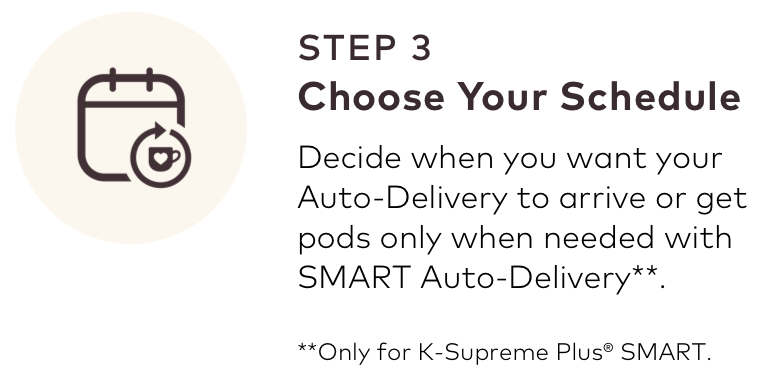 STEP 3
Choose Your Schedule
Decide when you want your
Auto-Delivery to arrive or get
pods only when needed with
SMART Auto-Delivery**.
**Only for K-Supreme Plus® SMART.